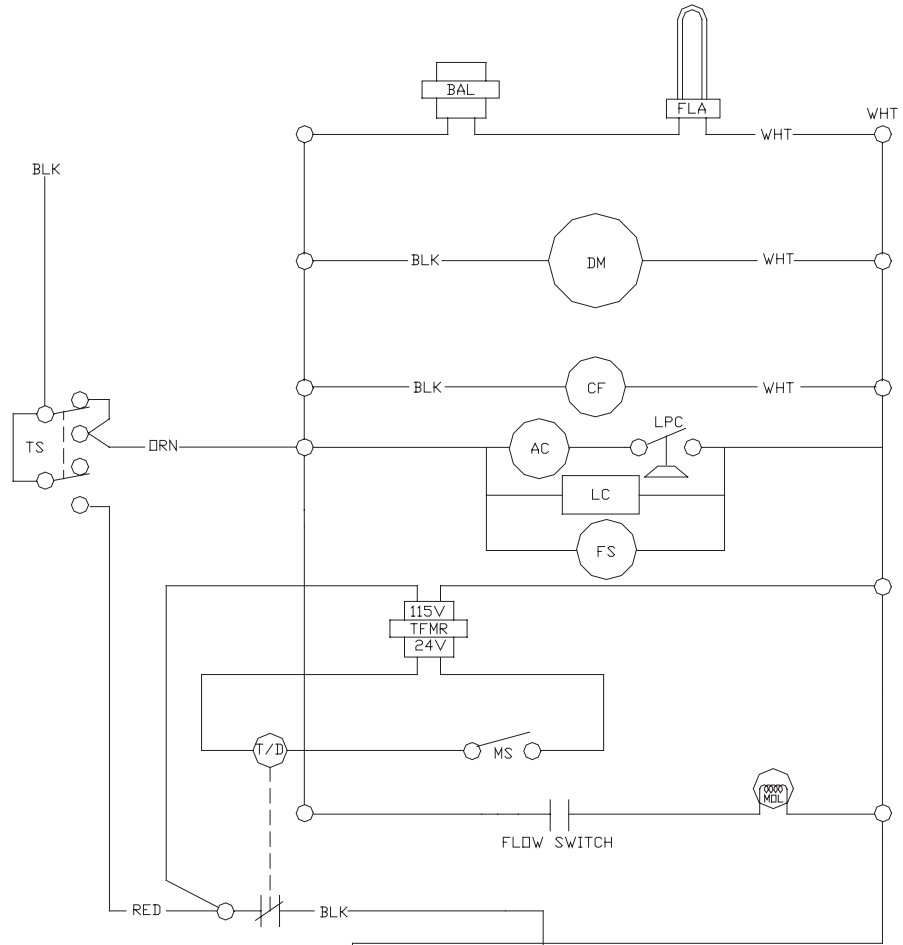 BAL
FLA
WHT
WHT
BLK
BLK
DM
WHT
BLK
CF
WHT
LPC
TS
ORN
AC
LC
FS
115V
TFMR
24V
T/D
MS
MOL
FLOW SWITCH
RED
BLK